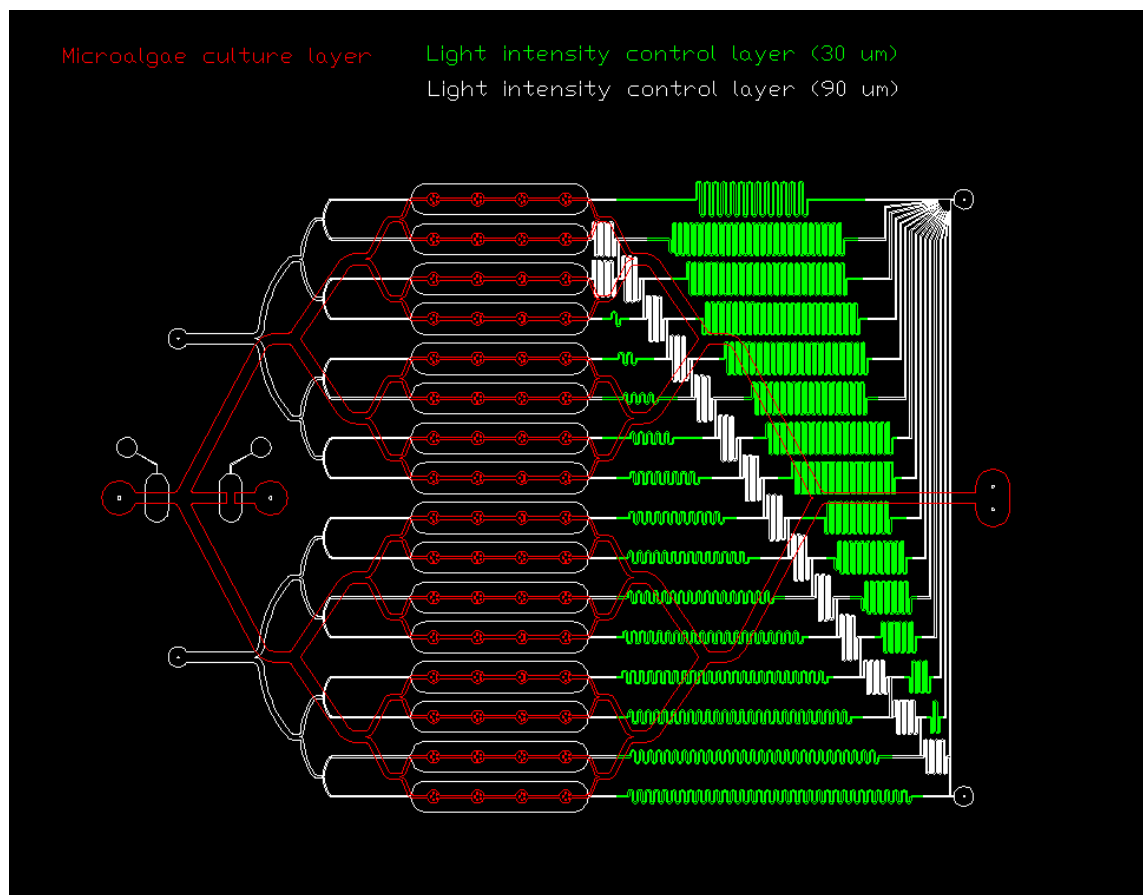 Microalgae culture layer
Light intensity control layer (30 um)
Light intensity control layer (90 um)